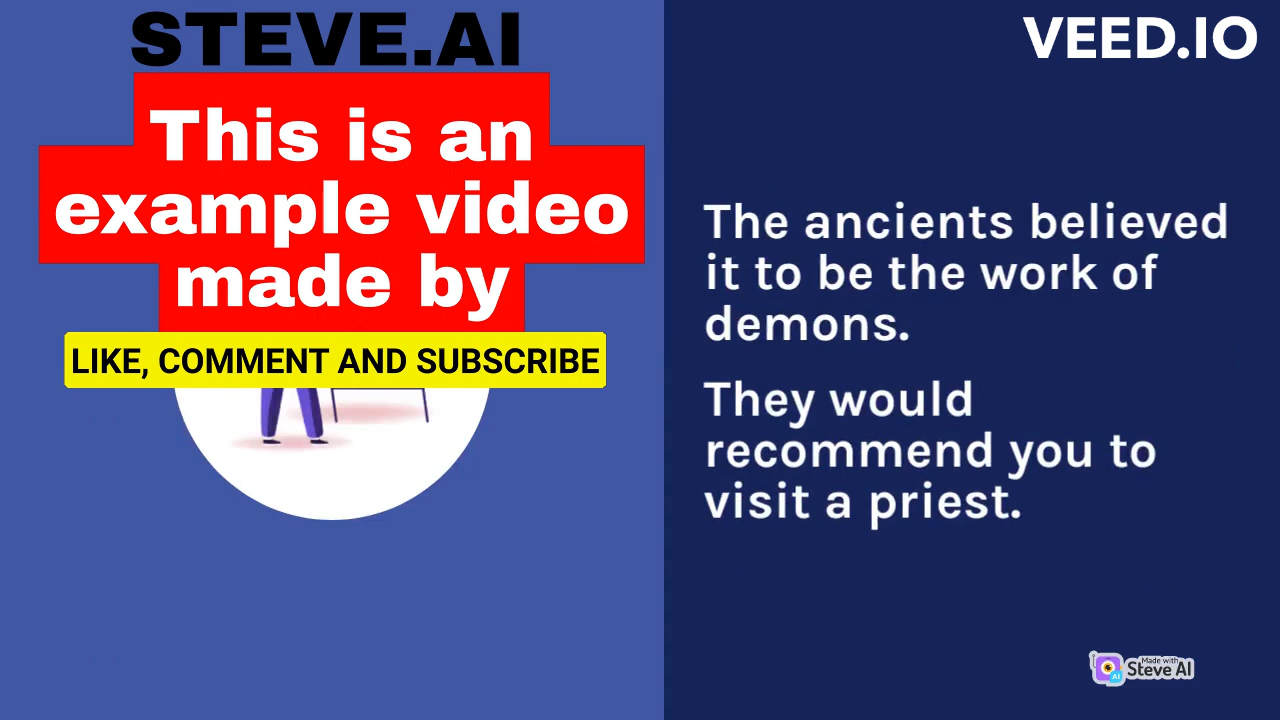 STEVE.AI
This is an
example video
made by
LIKE, COMMENT AND SUBSCRIBE
VEED.IO
The ancients believed
it to be the work of
demons.
They would
recommend you to
visit a priest.
Made with
Steve AI
AI